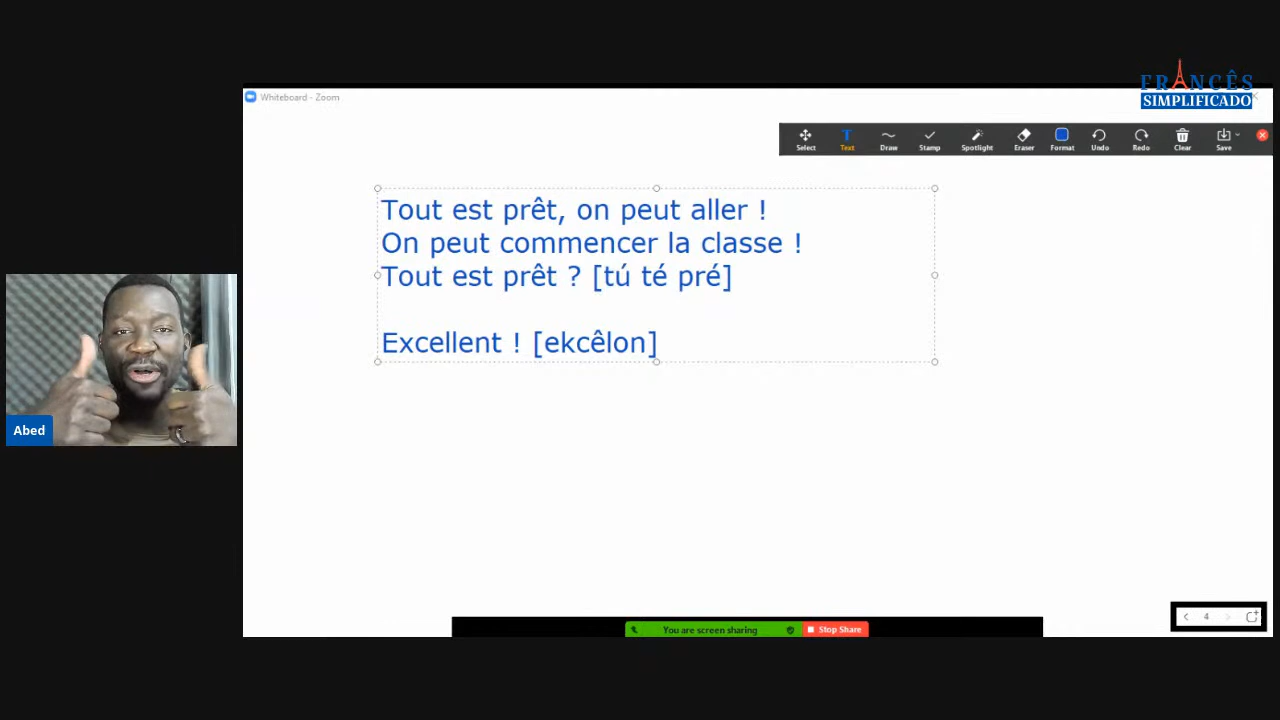 FRANCÊS
SIMPLIFICADO
Whiteboard - Zoom
Select Text Draw Stamp Spotlight Eraser Format Undo Redo Clear Save
Tout est prêt, on peut aller !
On peut commencer la classe !
Tout est prêt ? [tú té pré]
Excellent ! [ekcêlon]
Abed
4
You are screen sharing Stop Share